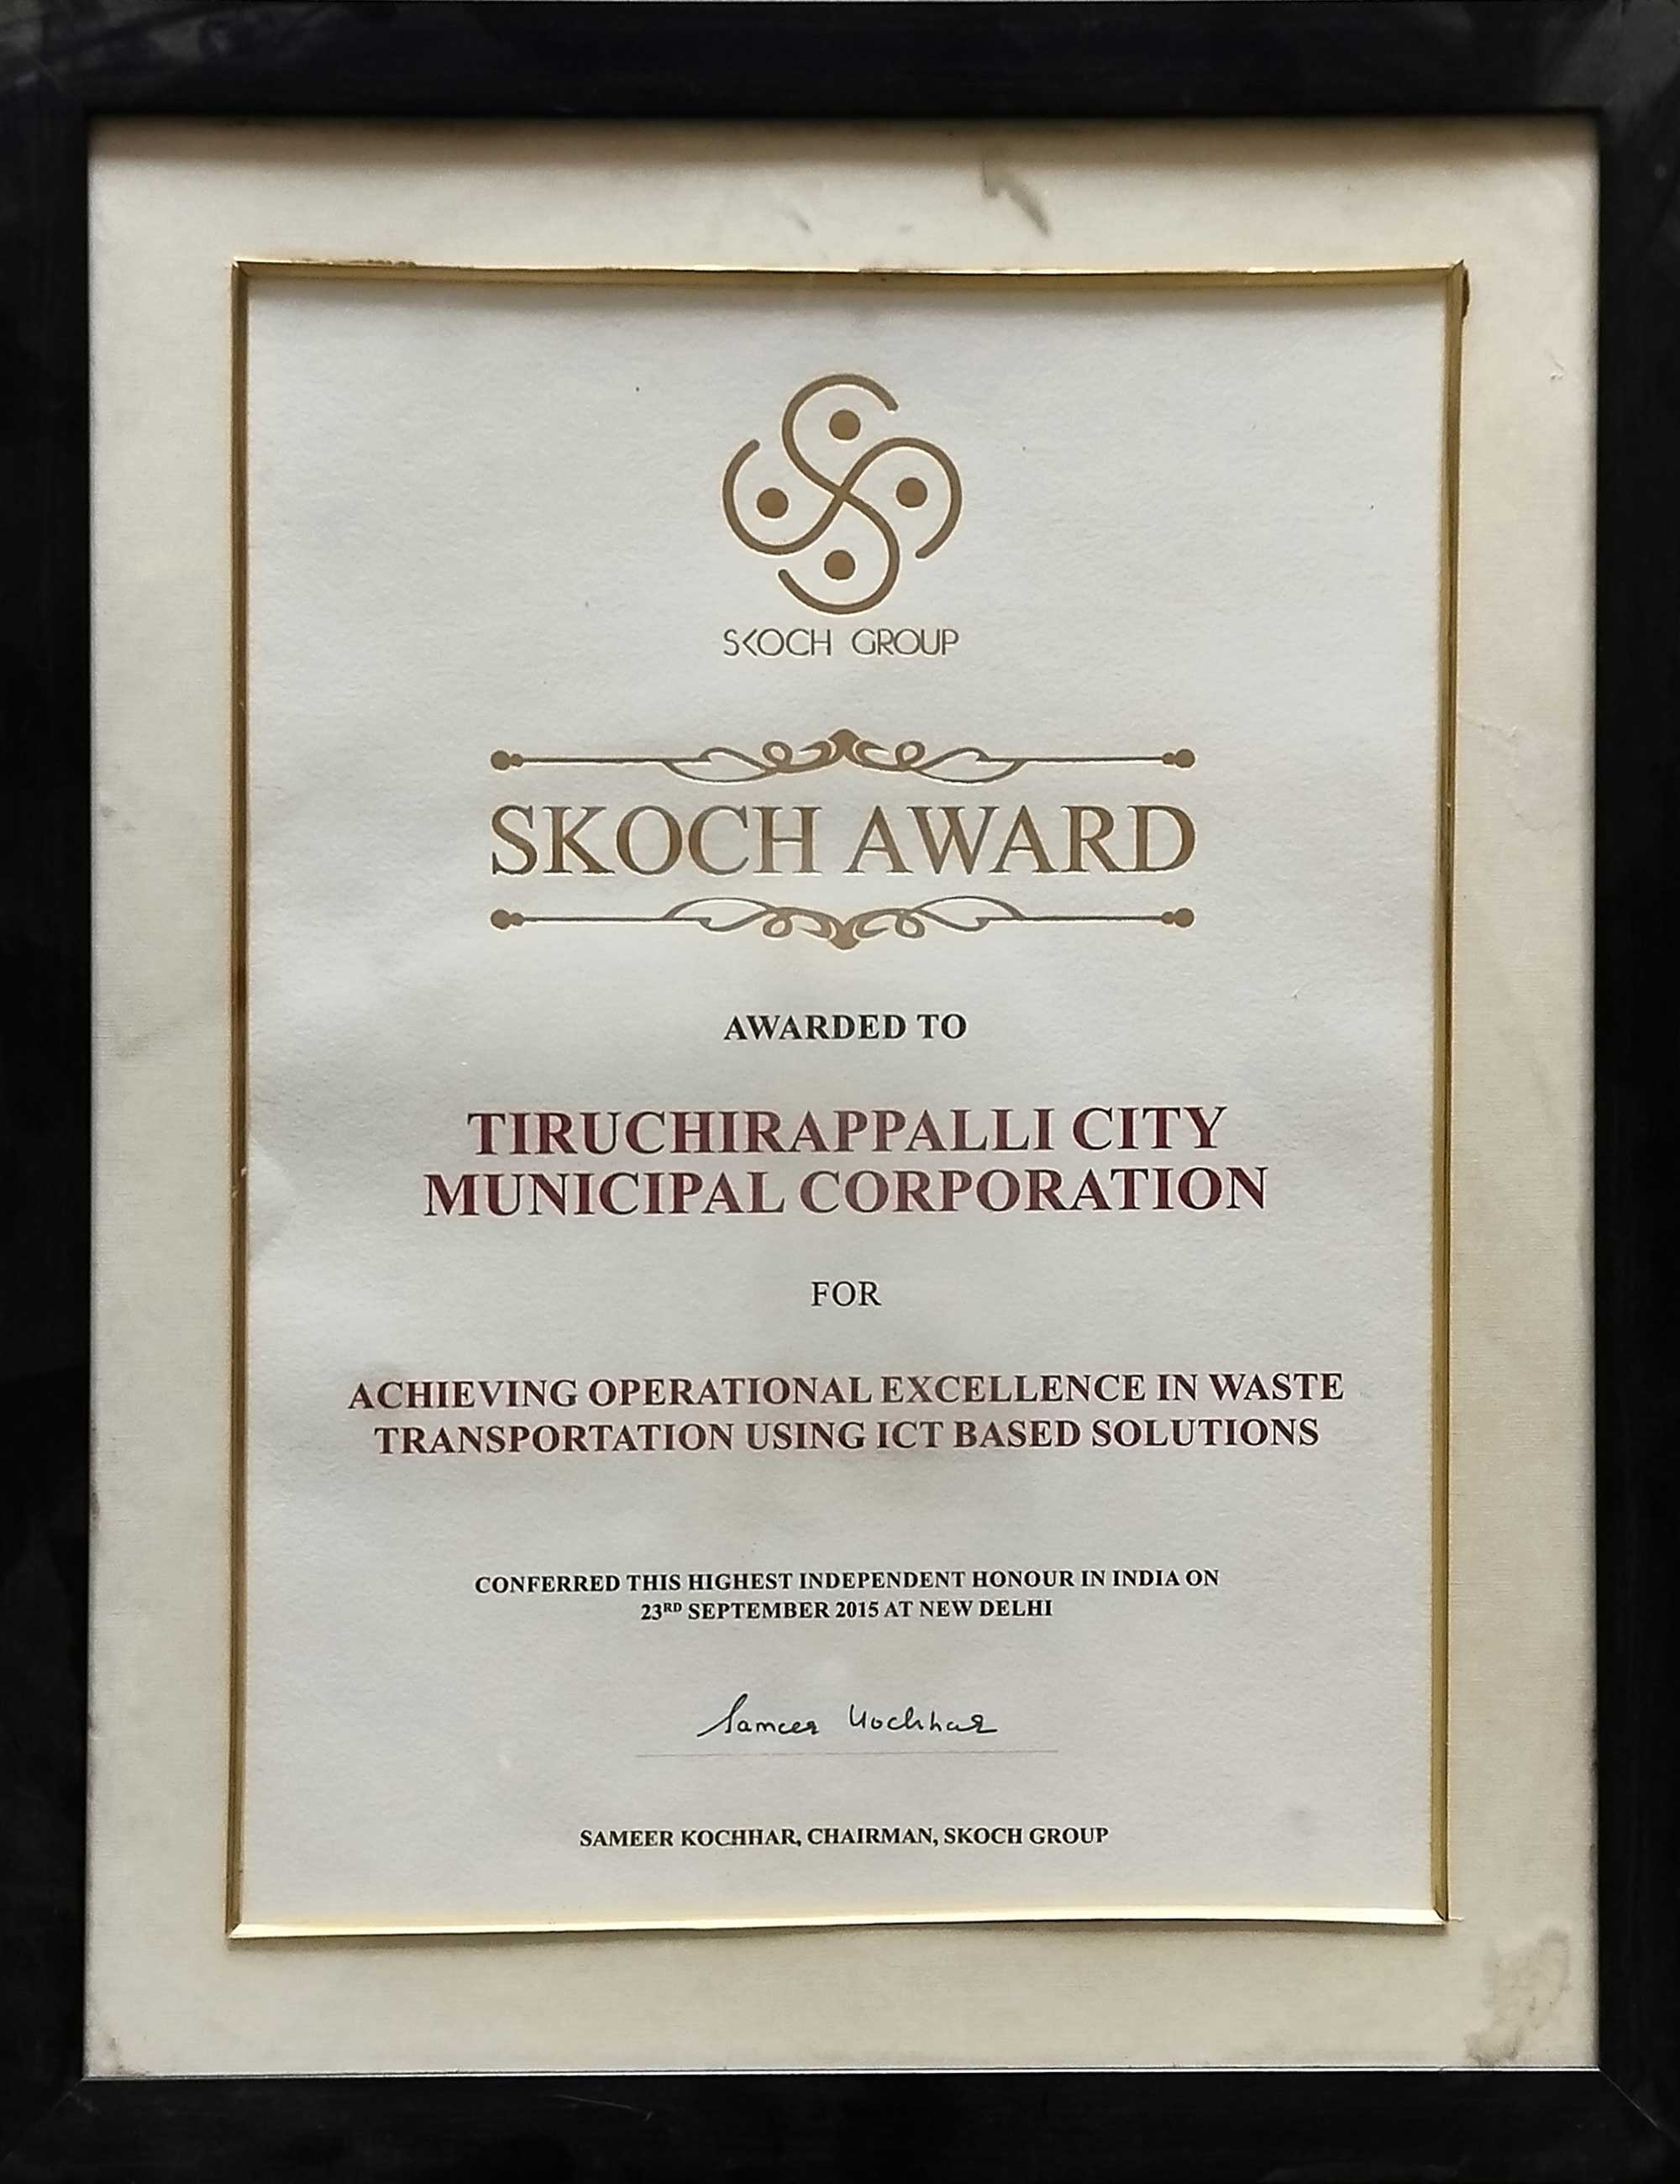 SKOCH GROUP
SKOCH AWARD
AWARDED TO
TIRUCHIRAPPALLI CITY
MUNICIPAL CORPORATION
FOR
ACHIEVING OPERATIONAL EXCELLENCE IN WASTE
TRANSPORTATION USING ICT BASED SOLUTIONS
CONFERRED THIS HIGHEST INDEPENDENT HONOUR IN INDIA ON
23RD SEPTEMBER 2015 AT NEW DELHI
Sameer Kochhar
SAMEER KOCHHAR, CHAIRMAN, SKOCH GROUP